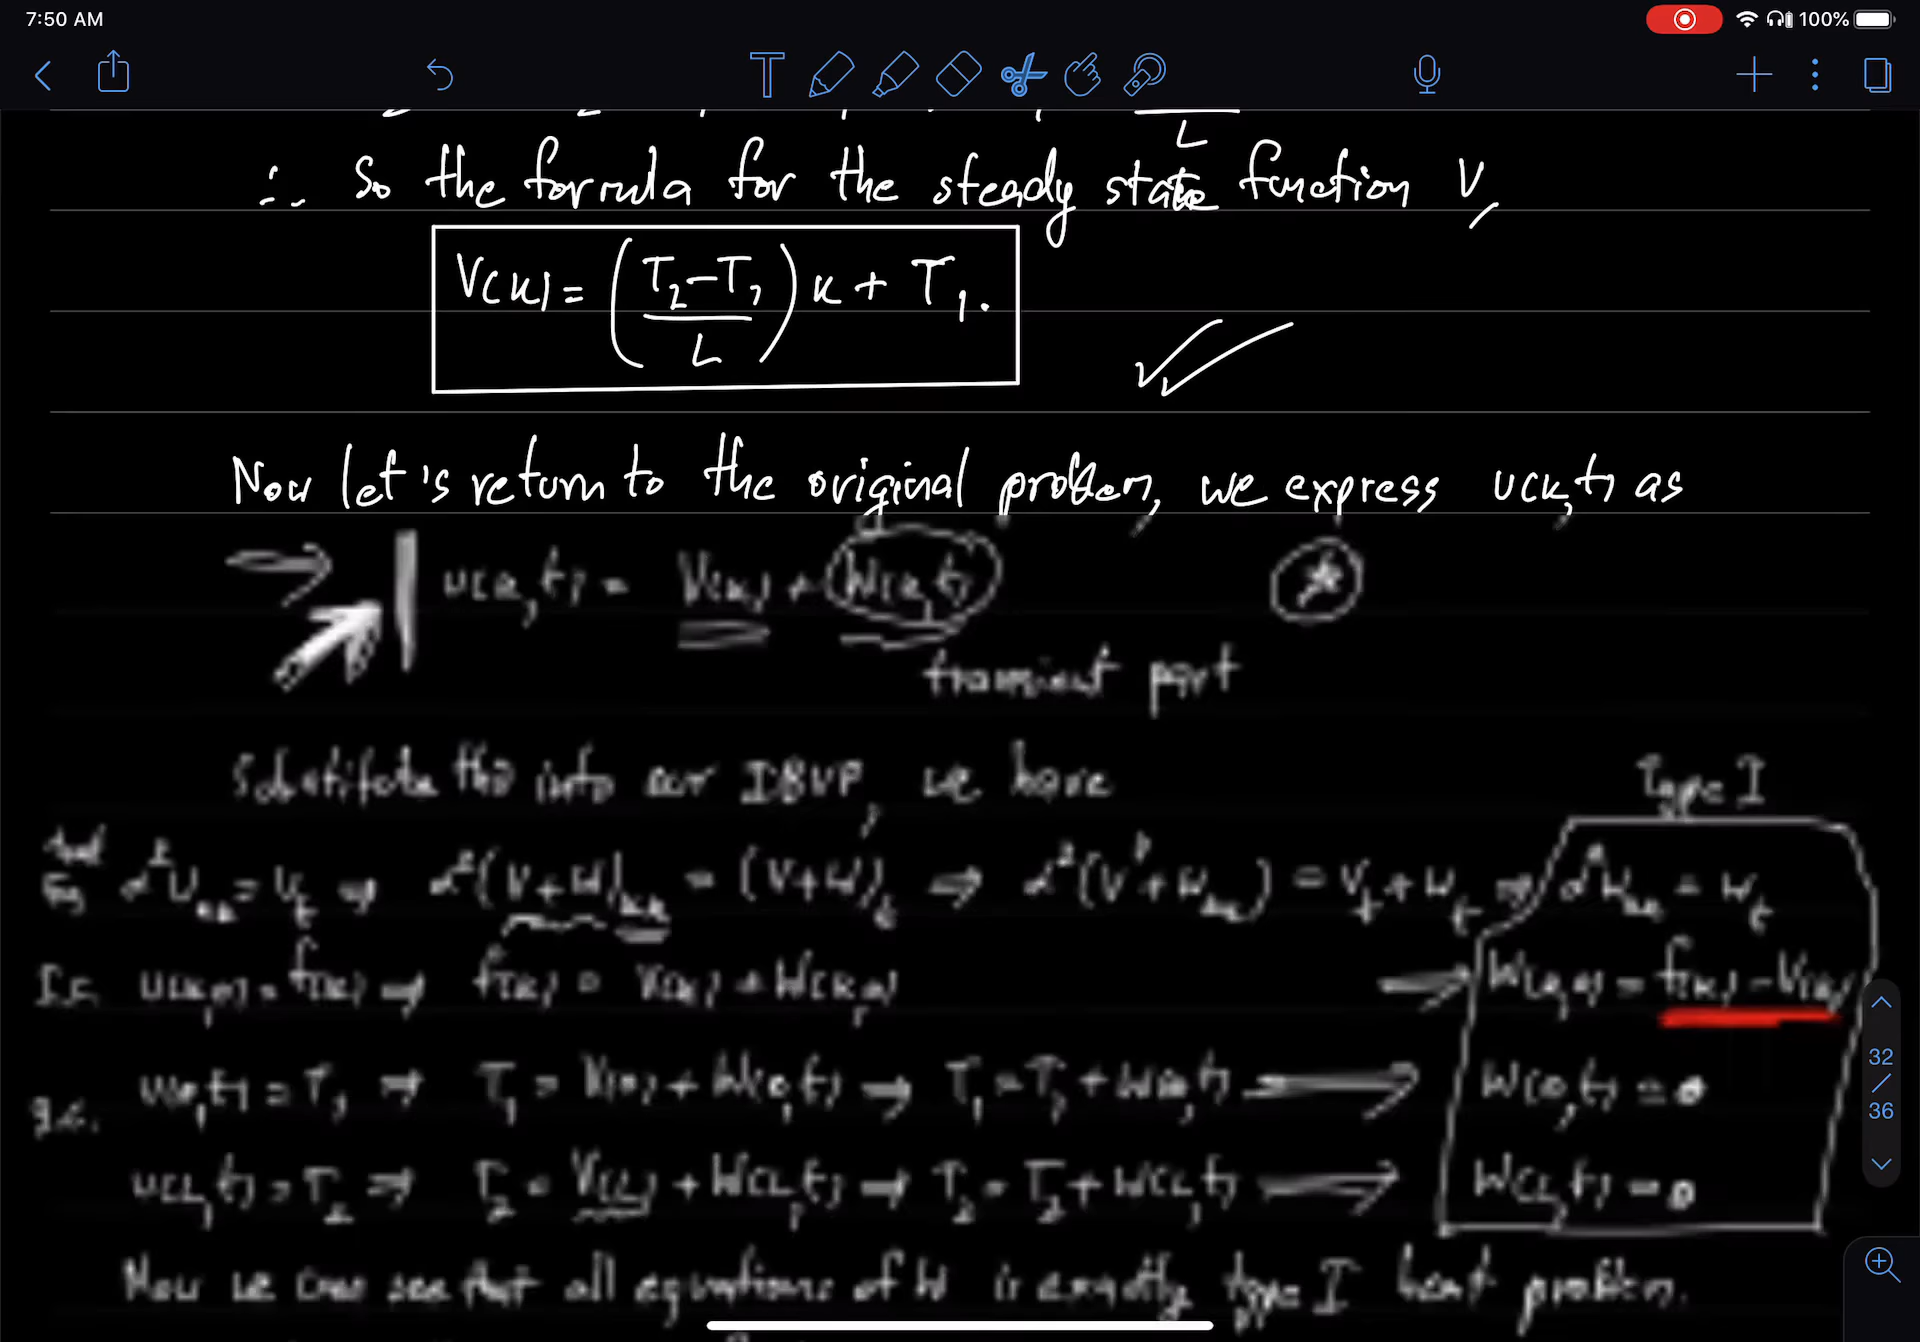 7:50 AM
100%
L
∴ So the formula for the steady state function V,
V(x) = ((T₂-T₁)/L) x + T₁.
Now let's return to the original problem, we express u(x,t) as
u(x,t) = V(x) + W(x,t)
transient part
Substitute this into our IBVP, we have
Type I
α²Uₓₓ = Uₜ ⇒ α²(V+W)ₓₓ = (V+W)ₜ ⇒ α²(V''+Wₓₓ) = Vₜ+Wₜ ⇒ α²Wₓₓ = Wₜ
I.C. u(x,0) = f(x) ⇒ f(x) = V(x) + W(x,0) → W(x,0) = f(x) - V(x)
B.C. u(0,t) = T₁ ⇒ T₁ = V(0) + W(0,t) ⇒ T₁ = T₁ + W(0,t) ⇒ W(0,t) = 0
u(L,t) = T₂ ⇒ T₂ = V(L) + W(L,t) ⇒ T₂ = T₂ + W(L,t) ⇒ W(L,t) = 0
Now we can see that all equations of W is exactly type I heat problem.
32
/
36